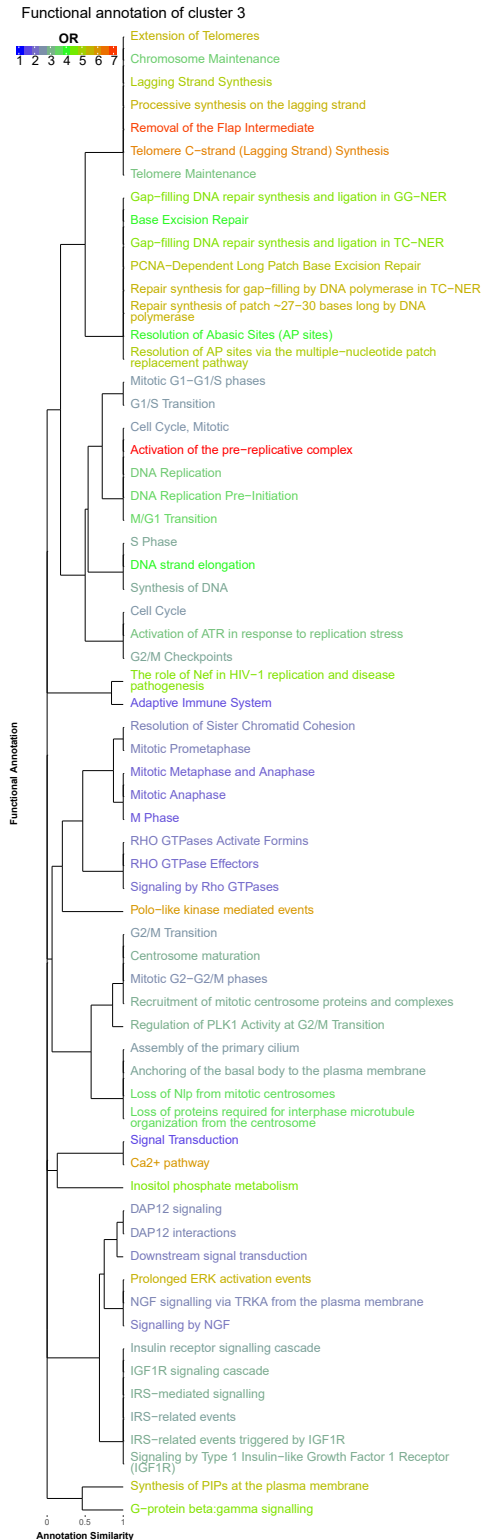 Functional annotation of cluster 3
OR
1 2 3 4 5 6 7
Extension of Telomeres
Chromosome Maintenance
Lagging Strand Synthesis
Processive synthesis on the lagging strand
Removal of the Flap Intermediate
Telomere C−strand (Lagging Strand) Synthesis
Telomere Maintenance
Gap−filling DNA repair synthesis and ligation in GG−NER
Base Excision Repair
Gap−filling DNA repair synthesis and ligation in TC−NER
PCNA−Dependent Long Patch Base Excision Repair
Repair synthesis for gap−filling by DNA polymerase in TC−NER
Repair synthesis of patch ~27−30 bases long by DNA
polymerase
Resolution of Abasic Sites (AP sites)
Resolution of AP sites via the multiple−nucleotide patch
replacement pathway
Mitotic G1−G1/S phases
G1/S Transition
Cell Cycle, Mitotic
Activation of the pre−replicative complex
DNA Replication
DNA Replication Pre−Initiation
M/G1 Transition
S Phase
DNA strand elongation
Synthesis of DNA
Cell Cycle
Activation of ATR in response to replication stress
G2/M Checkpoints
The role of Nef in HIV−1 replication and disease
pathogenesis
Adaptive Immune System
Resolution of Sister Chromatid Cohesion
Mitotic Prometaphase
Mitotic Metaphase and Anaphase
Mitotic Anaphase
M Phase
RHO GTPases Activate Formins
RHO GTPase Effectors
Signaling by Rho GTPases
Polo−like kinase mediated events
G2/M Transition
Centrosome maturation
Mitotic G2−G2/M phases
Recruitment of mitotic centrosome proteins and complexes
Regulation of PLK1 Activity at G2/M Transition
Assembly of the primary cilium
Anchoring of the basal body to the plasma membrane
Loss of Nlp from mitotic centrosomes
Loss of proteins required for interphase microtubule
organization from the centrosome
Signal Transduction
Ca2+ pathway
Inositol phosphate metabolism
DAP12 signaling
DAP12 interactions
Downstream signal transduction
Prolonged ERK activation events
NGF signalling via TRKA from the plasma membrane
Signalling by NGF
Insulin receptor signalling cascade
IGF1R signaling cascade
IRS−mediated signalling
IRS−related events
IRS−related events triggered by IGF1R
Signaling by Type 1 Insulin−like Growth Factor 1 Receptor
(IGF1R)
Synthesis of PIPs at the plasma membrane
G−protein beta:gamma signalling
Functional Annotation
0 0.5 1
Annotation Similarity